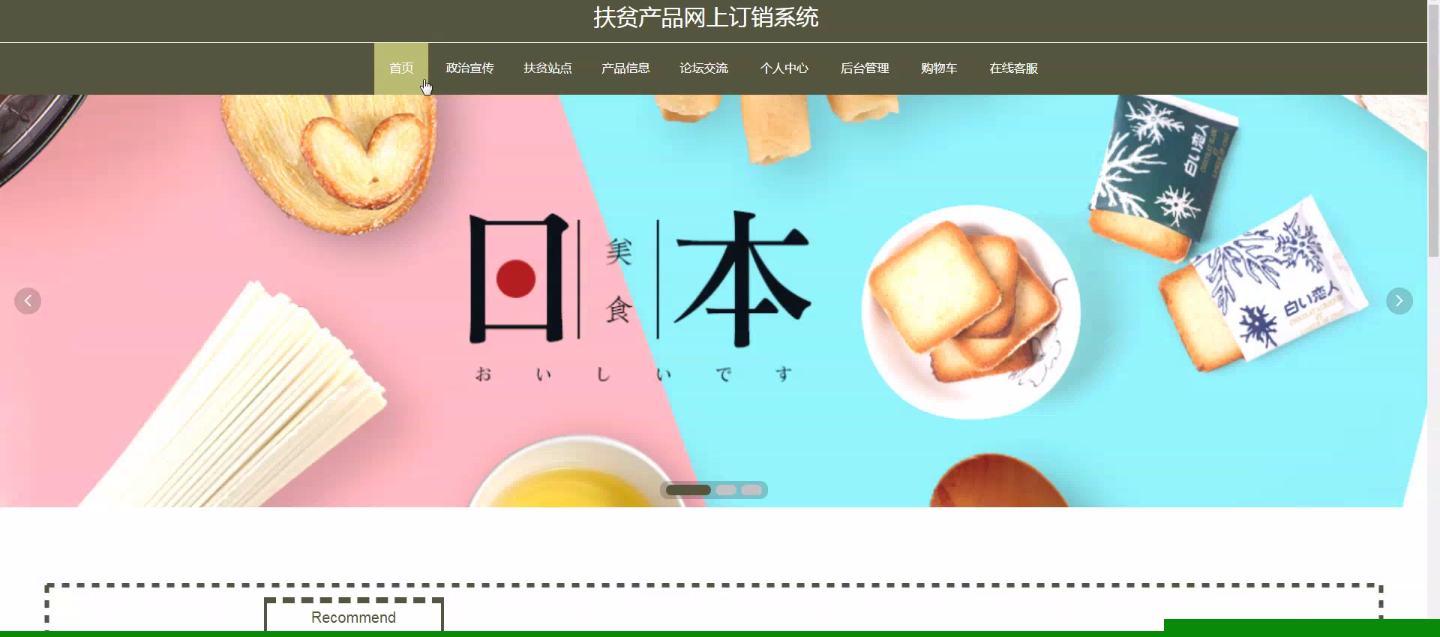 扶贫产品网上订销系统
首页 政治宣传 扶贫站点 产品信息 论坛交流 个人中心 后台管理 购物车 在线客服
日 美食 本
おいしいです
白い恋人
白い恋人
Recommend